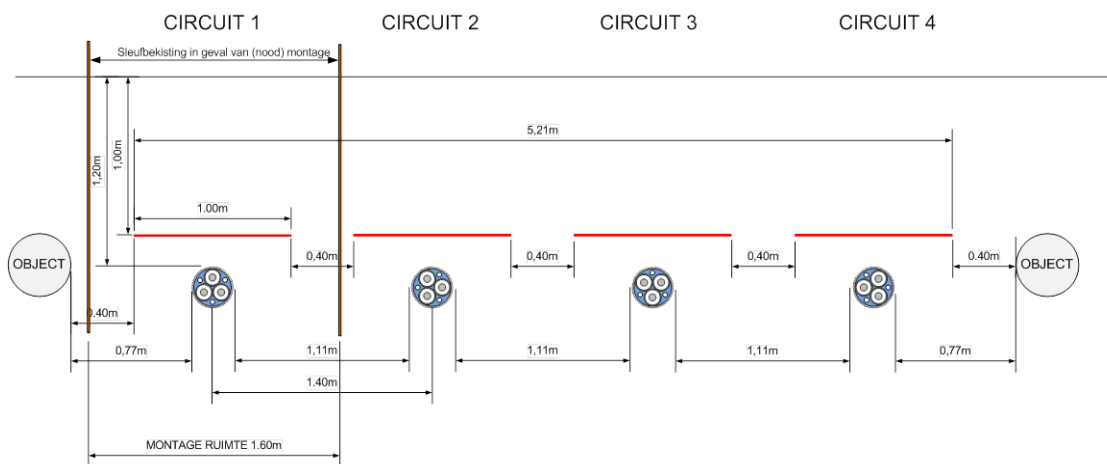 CIRCUIT 1
CIRCUIT 2
CIRCUIT 3
CIRCUIT 4
Sleufbekisting in geval van (nood) montage
5,21m
1,20m
1,00m
1.00m
OBJECT
0,40m
0,40m
0,40m
0.40m
OBJECT
0.40m
0,77m
1,11m
1,11m
1,11m
0,77m
1.40m
MONTAGE RUIMTE 1.60m